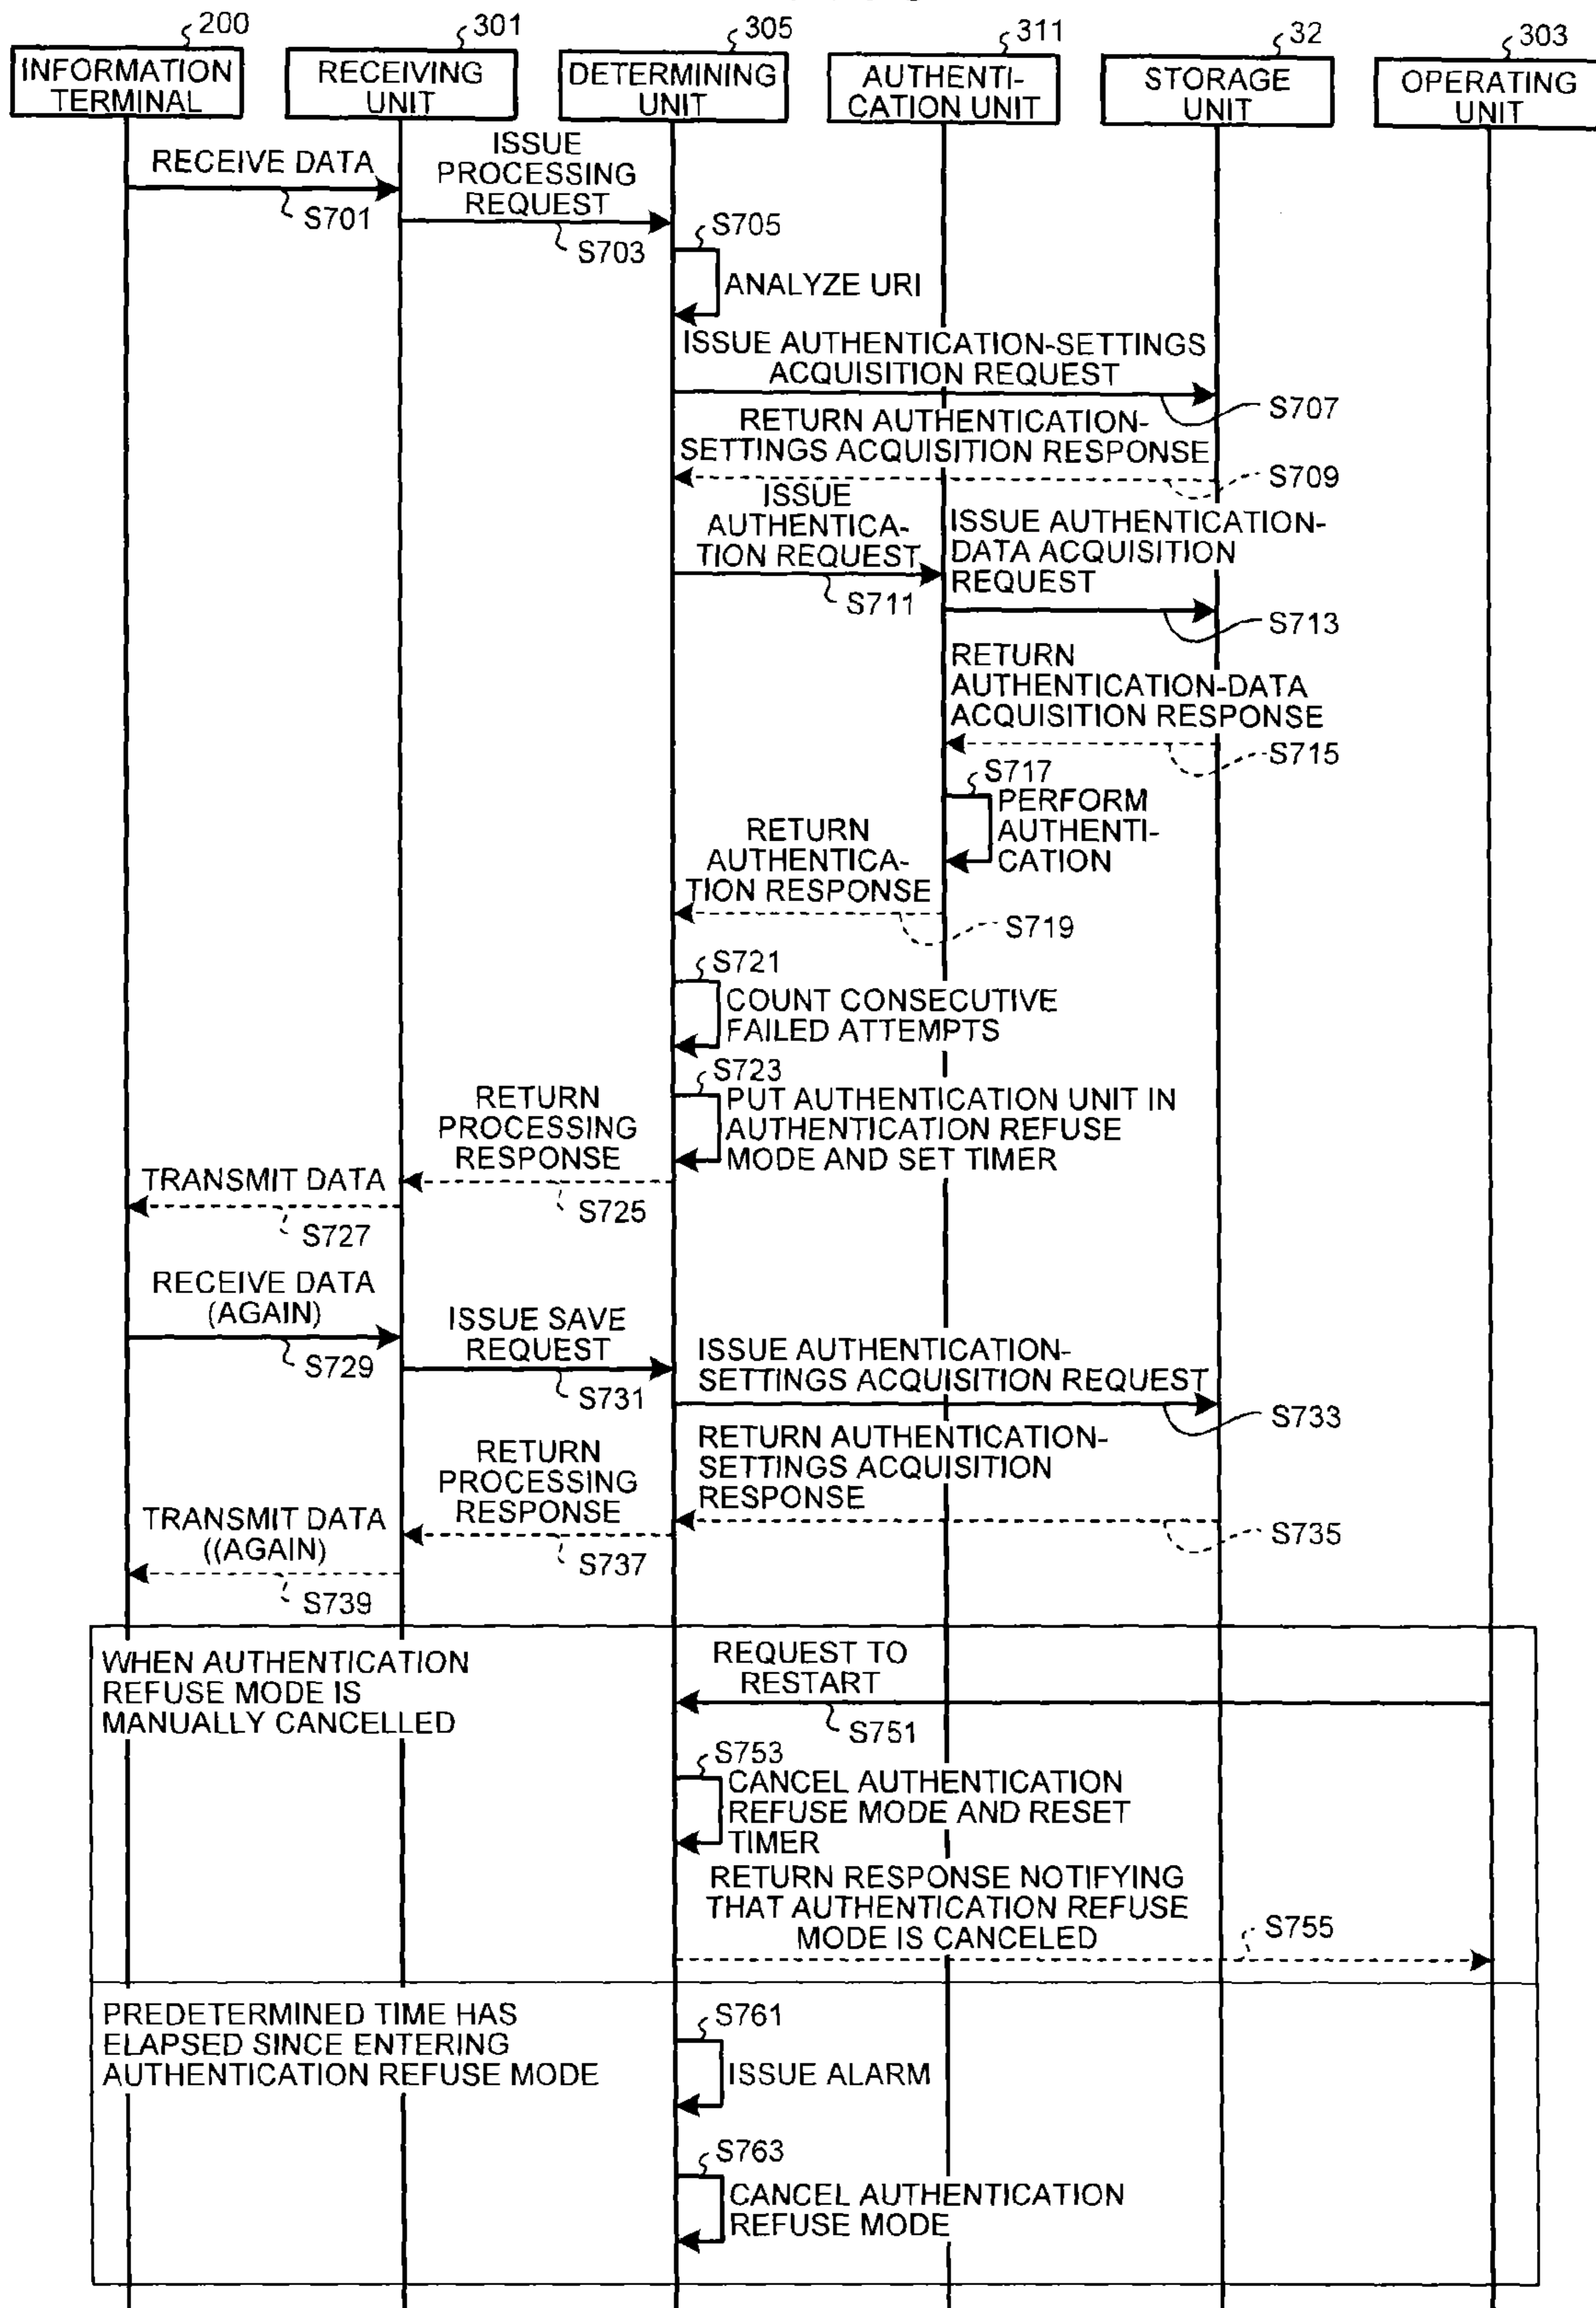 200
301
305
311
32
303
INFORMATION
TERMINAL
RECEIVING
UNIT
DETERMINING
UNIT
AUTHENTI-
CATION UNIT
STORAGE
UNIT
OPERATING
UNIT
RECEIVE DATA
S701
ISSUE
PROCESSING
REQUEST
S703
S705
ANALYZE URI
ISSUE AUTHENTICATION-SETTINGS
ACQUISITION REQUEST
S707
RETURN AUTHENTICATION-
SETTINGS ACQUISITION RESPONSE
S709
ISSUE
AUTHENTICA-
TION REQUEST
S711
ISSUE AUTHENTICATION-
DATA ACQUISITION
REQUEST
S713
RETURN
AUTHENTICATION-DATA
ACQUISITION RESPONSE
S715
S717
PERFORM
AUTHENTI-
CATION
RETURN
AUTHENTICA-
TION RESPONSE
S719
S721
COUNT CONSECUTIVE
FAILED ATTEMPTS
S723
PUT AUTHENTICATION UNIT IN
AUTHENTICATION REFUSE
MODE AND SET TIMER
RETURN
PROCESSING
RESPONSE
S725
TRANSMIT DATA
S727
RECEIVE DATA
(AGAIN)
S729
ISSUE SAVE
REQUEST
S731
ISSUE AUTHENTICATION-
SETTINGS ACQUISITION REQUEST
S733
RETURN AUTHENTICATION-
SETTINGS ACQUISITION
RESPONSE
S735
RETURN
PROCESSING
RESPONSE
S737
TRANSMIT DATA
((AGAIN)
S739
WHEN AUTHENTICATION
REFUSE MODE IS
MANUALLY CANCELLED
REQUEST TO
RESTART
S751
S753
CANCEL AUTHENTICATION
REFUSE MODE AND RESET
TIMER
RETURN RESPONSE NOTIFYING
THAT AUTHENTICATION REFUSE
MODE IS CANCELED
S755
PREDETERMINED TIME HAS
ELAPSED SINCE ENTERING
AUTHENTICATION REFUSE MODE
S761
ISSUE ALARM
S763
CANCEL AUTHENTICATION
REFUSE MODE